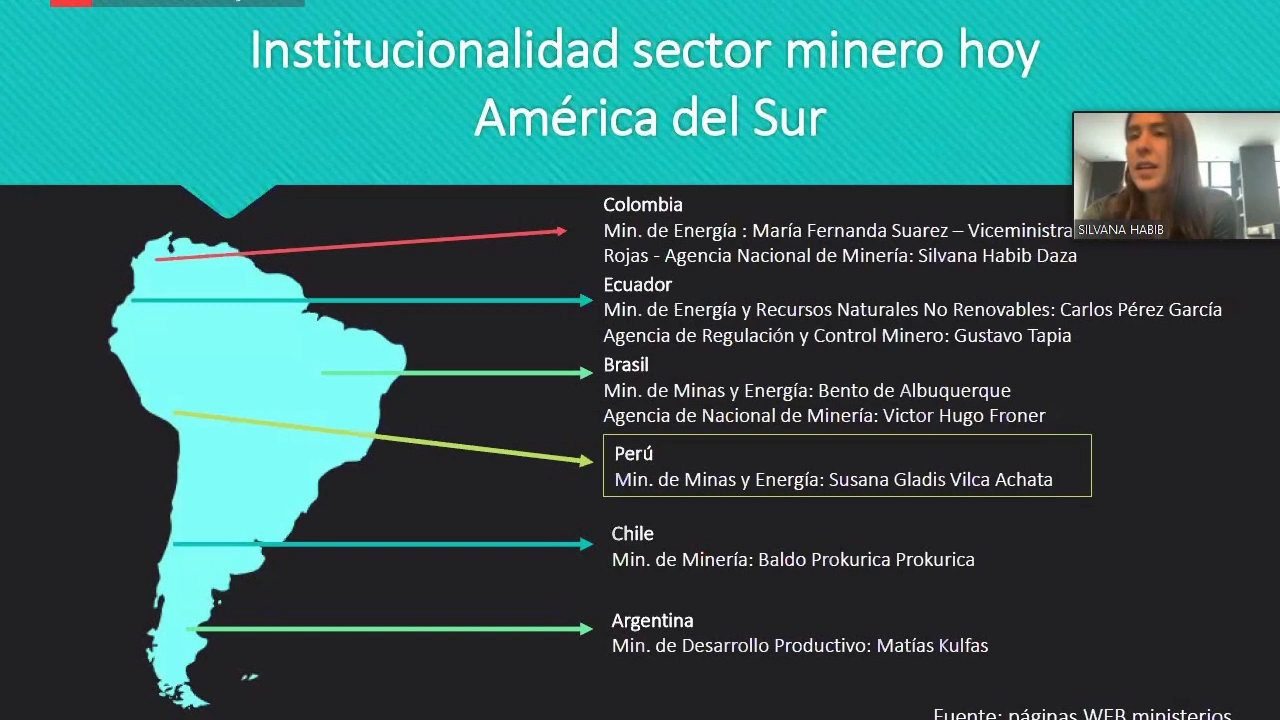 Institucionalidad sector minero hoy
América del Sur
SILVANA HABIB
Colombia
Min. de Energía : María Fernanda Suarez – Viceministra
Rojas - Agencia Nacional de Minería: Silvana Habib Daza
Ecuador
Min. de Energía y Recursos Naturales No Renovables: Carlos Pérez García
Agencia de Regulación y Control Minero: Gustavo Tapia
Brasil
Min. de Minas y Energía: Bento de Albuquerque
Agencia de Nacional de Minería: Victor Hugo Froner
Perú
Min. de Minas y Energía: Susana Gladis Vilca Achata
Chile
Min. de Minería: Baldo Prokurica Prokurica
Argentina
Min. de Desarrollo Productivo: Matías Kulfas
Fuente: páginas WEB ministerios